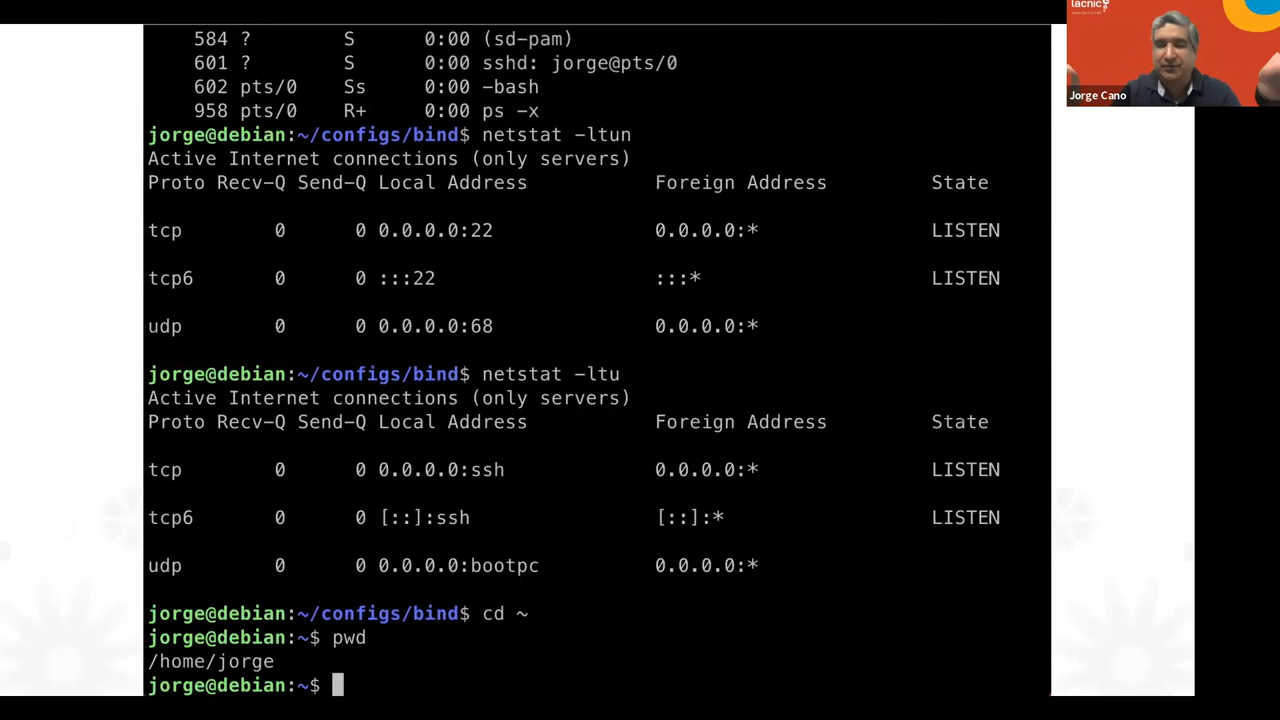 584 ?        S      0:00 (sd-pam)
601 ?        S      0:00 sshd: jorge@pts/0
602 pts/0    Ss     0:00 -bash
958 pts/0    R+     0:00 ps -x
jorge@debian:~/configs/bind$ netstat -ltun
Active Internet connections (only servers)
Proto Recv-Q Send-Q Local Address           Foreign Address         State
tcp        0      0 0.0.0.0:22              0.0.0.0:*               LISTEN
tcp6       0      0 :::22                   :::*                    LISTEN
udp        0      0 0.0.0.0:68              0.0.0.0:*
jorge@debian:~/configs/bind$ netstat -ltu
Active Internet connections (only servers)
Proto Recv-Q Send-Q Local Address           Foreign Address         State
tcp        0      0 0.0.0.0:ssh             0.0.0.0:*               LISTEN
tcp6       0      0 [::]:ssh                [::]:*                  LISTEN
udp        0      0 0.0.0.0:bootpc          0.0.0.0:*
jorge@debian:~/configs/bind$ cd ~
jorge@debian:~$ pwd
/home/jorge
jorge@debian:~$
lacnic
Jorge Cano